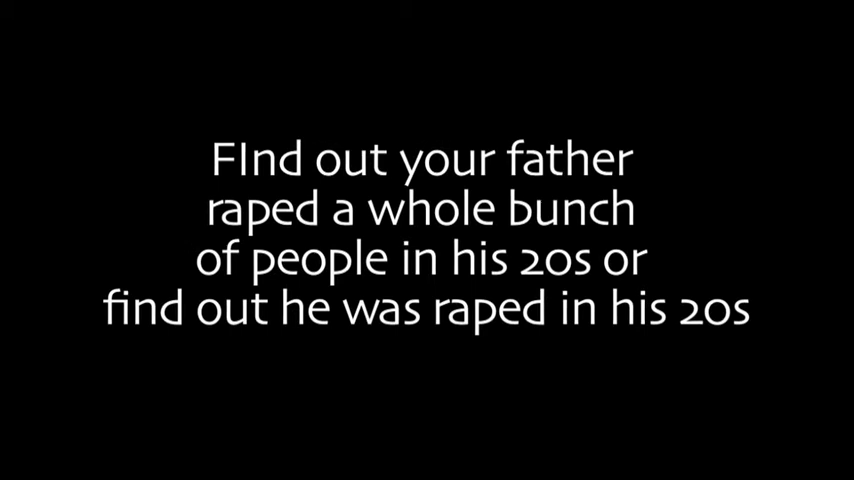 FInd out your father
raped a whole bunch
of people in his 20s or
find out he was raped in his 20s